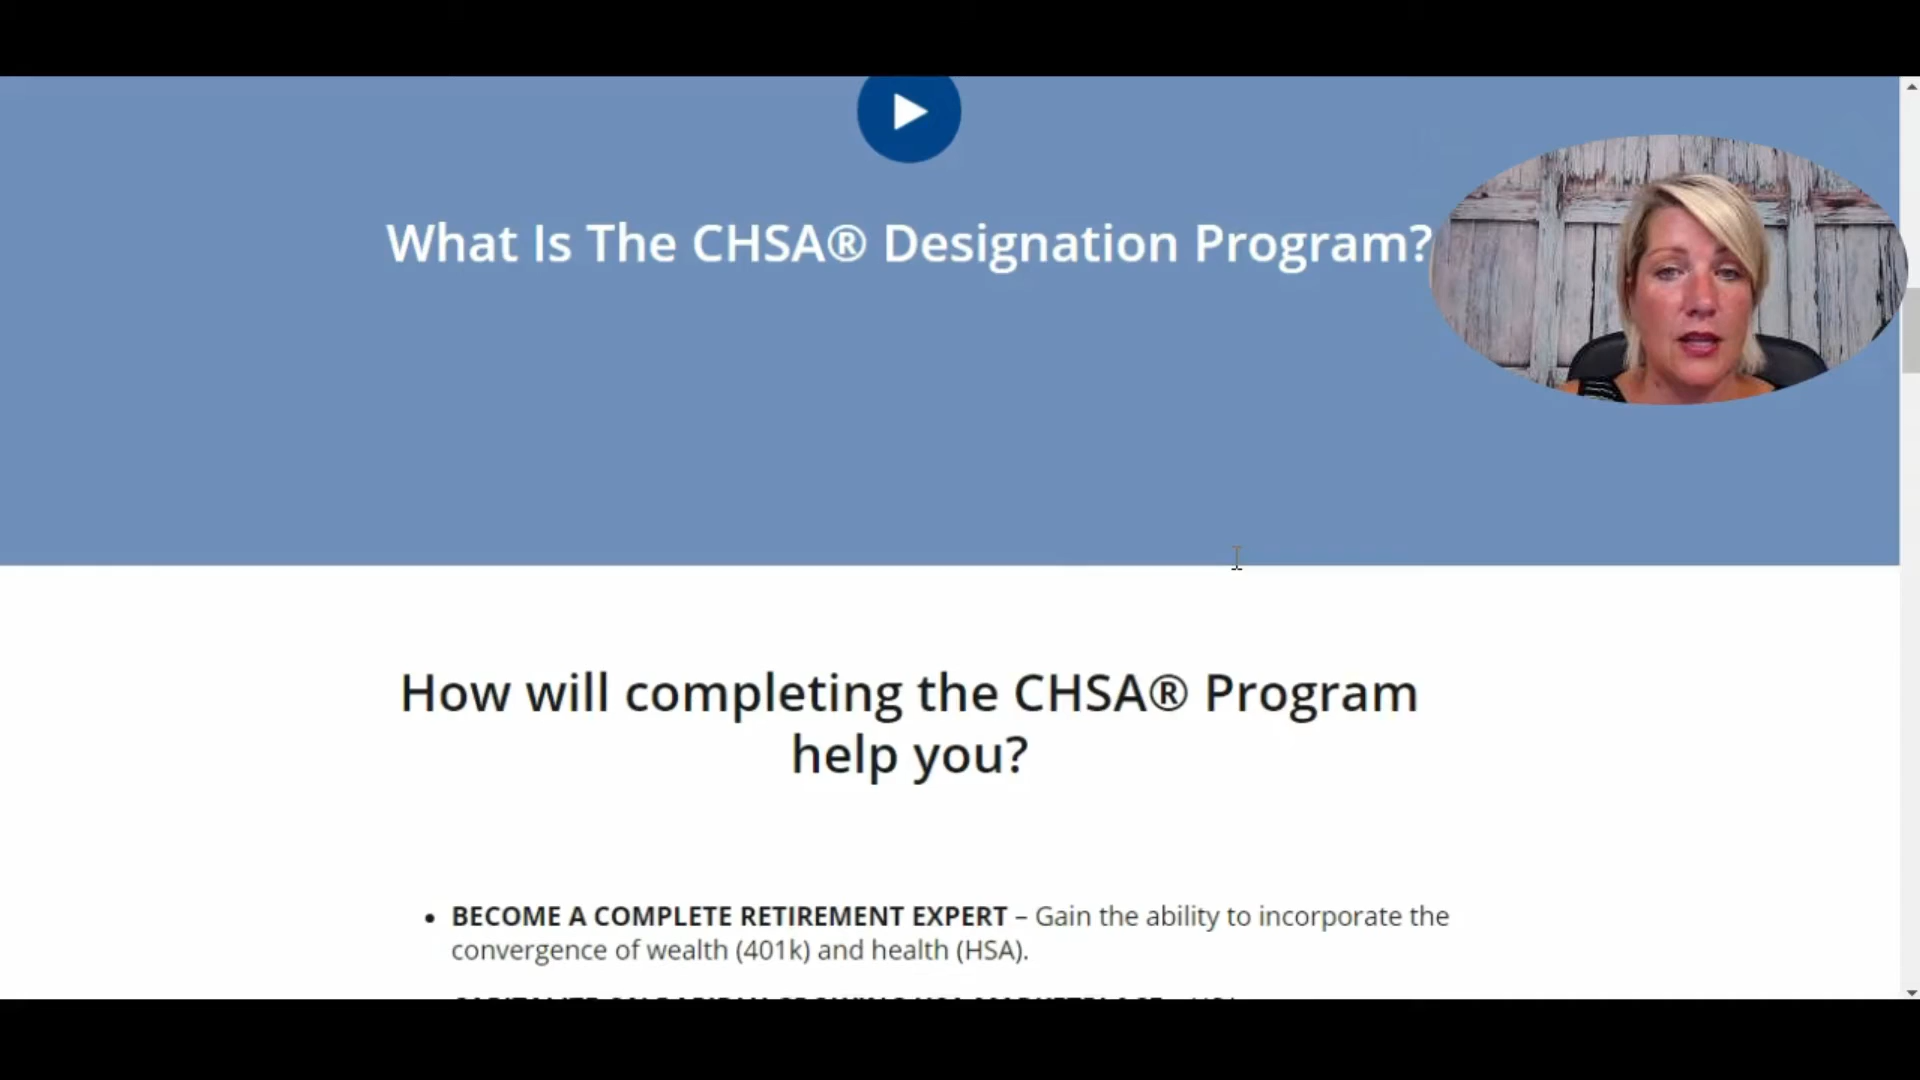 What Is The CHSA® Designation Program?
How will completing the CHSA® Program
help you?
• BECOME A COMPLETE RETIREMENT EXPERT – Gain the ability to incorporate the
convergence of wealth (401k) and health (HSA).